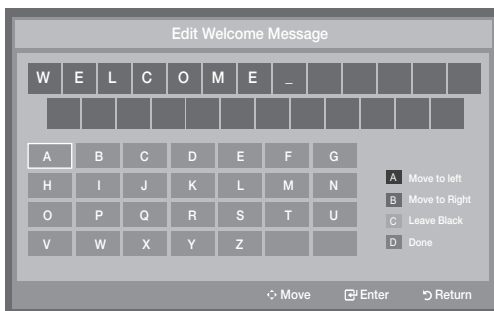 Edit Welcome Message
W E L C O M E _
A B C D E F G
H I J K L M N
O P Q R S T U
V W X Y Z
A Move to left
B Move to Right
C Leave Black
D Done
Move Enter Return